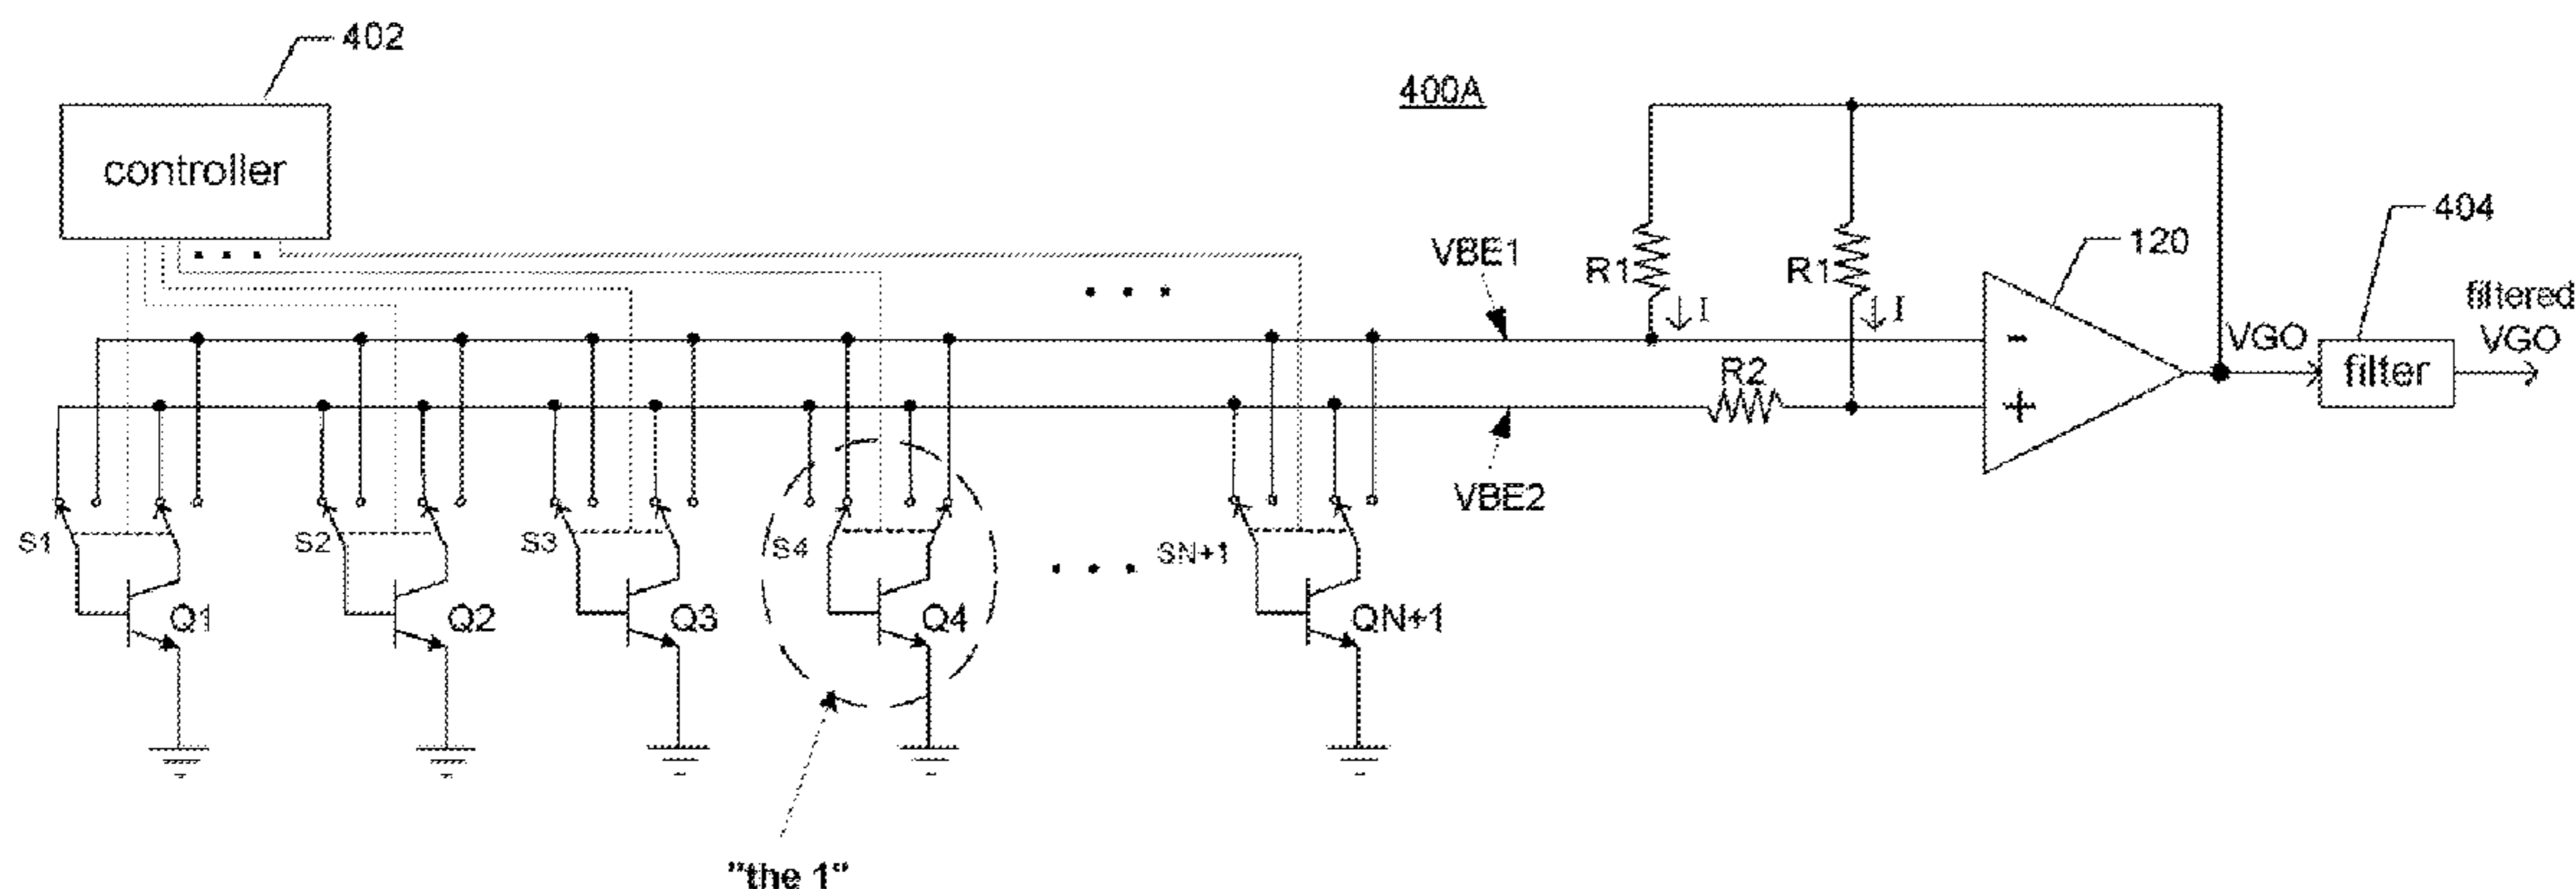 402
400A
controller
404
120
filtered
VGO
VBE1
R1
R1
I
I
VGO
filter
R2
VBE2
S1
S2
S3
S4
SN+1
Q1
Q2
Q3
Q4
QN+1
"the 1"